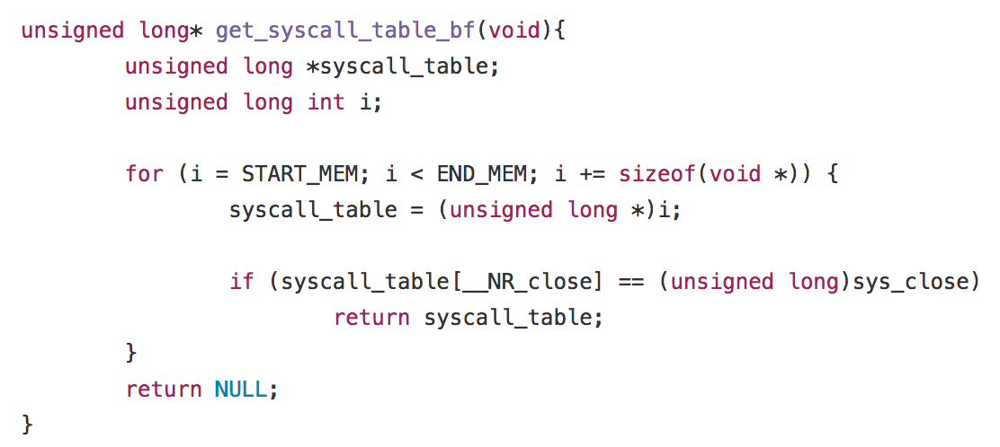 unsigned long* get_syscall_table_bf(void){
        unsigned long *syscall_table;
        unsigned long int i;

        for (i = START_MEM; i < END_MEM; i += sizeof(void *)) {
                syscall_table = (unsigned long *)i;

                if (syscall_table[__NR_close] == (unsigned long)sys_close)
                        return syscall_table;
        }
        return NULL;
}